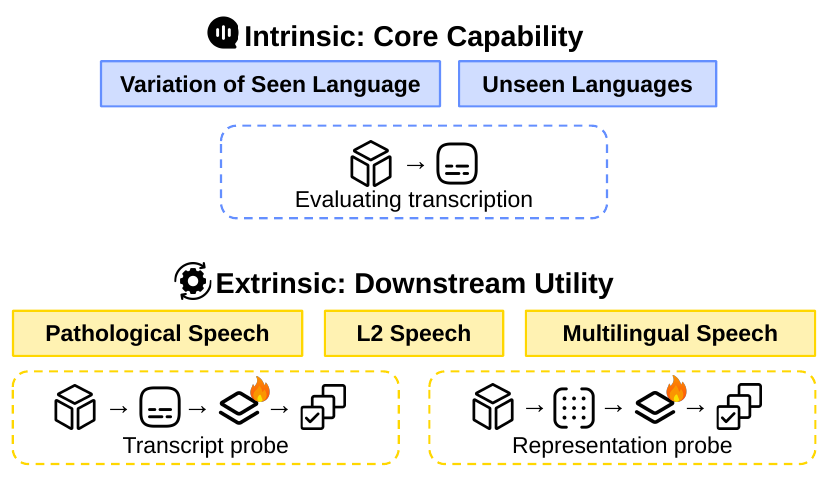 Intrinsic: Core Capability
Variation of Seen Language
Unseen Languages
→
Evaluating transcription
Extrinsic: Downstream Utility
Pathological Speech
L2 Speech
Multilingual Speech
→ → →
Transcript probe
→ → →
Representation probe